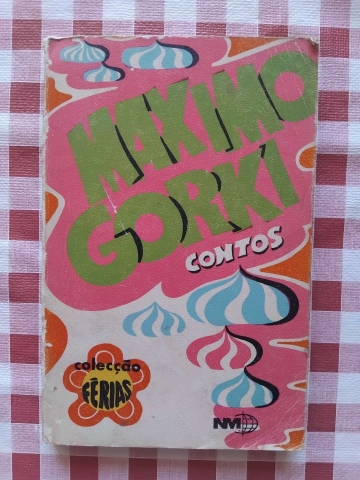 MAXIMO
GORKI
CONTOS
colecção
FÉRIAS
NM